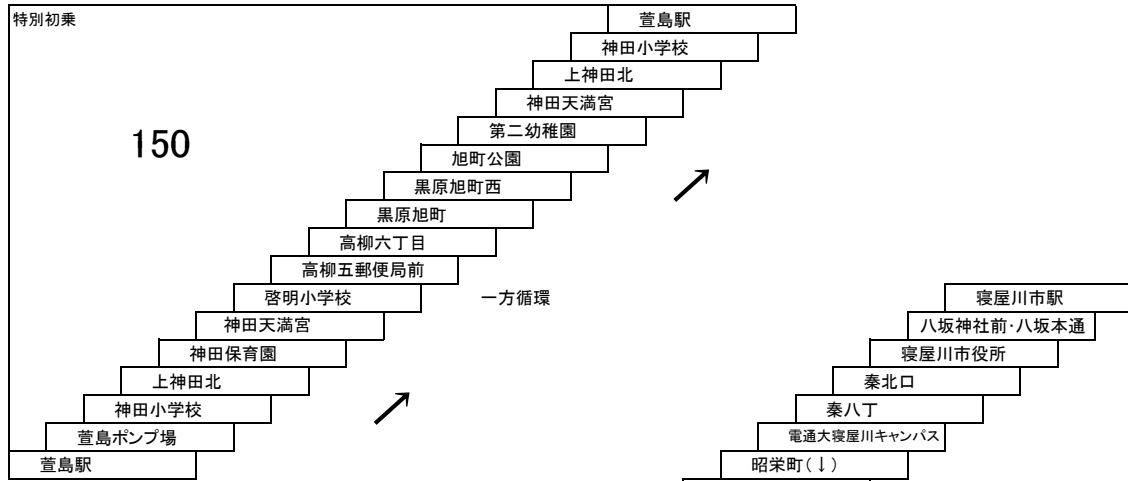 特別初乗
萱島駅
神田小学校
上神田北
神田天満宮
150
第二幼稚園
旭町公園
黒原旭町西
黒原旭町
高柳六丁目
高柳五郵便局前
啓明小学校
一方循環
神田天満宮
神田保育園
上神田北
神田小学校
萱島ポンプ場
萱島駅
寝屋川市駅
八坂神社前・八坂本通
寝屋川市役所
秦北口
秦八丁
電通大寝屋川キャンパス
昭栄町(↓)